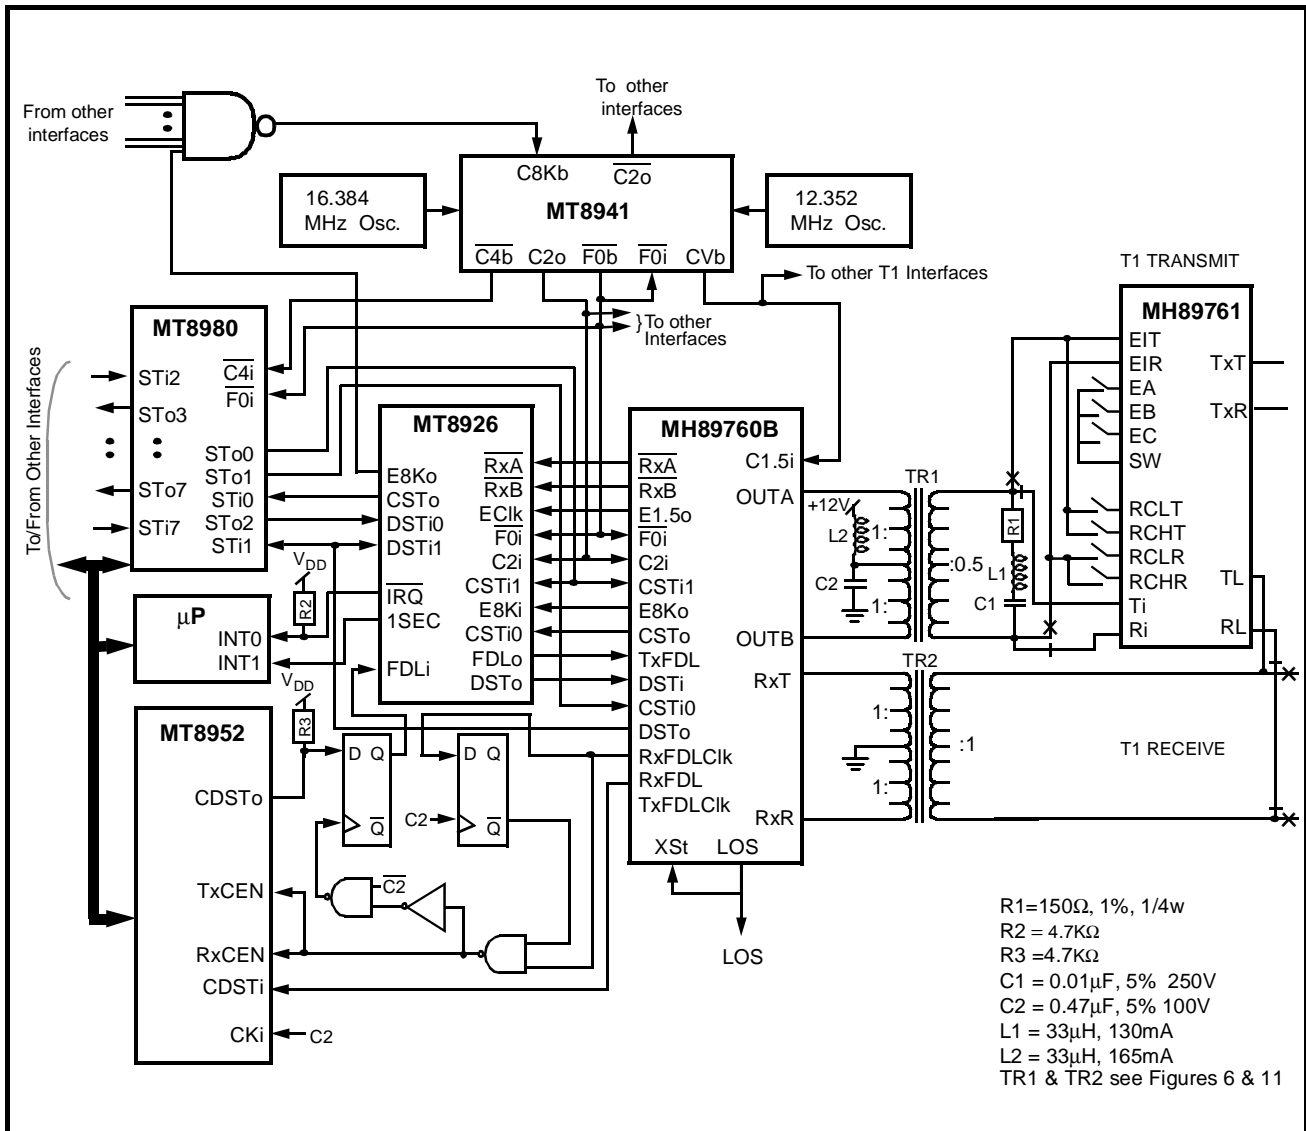 To other
interfaces
From other
interfaces
C8Kb
C2o
MT8941
16.384
MHz Osc.
12.352
MHz Osc.
C4b
C2o
F0b
F0i
CVb
To other T1 Interfaces
}To other
Interfaces
T1 TRANSMIT
MH89761
EIT
EIR
EA
EB
EC
SW
RCLT
RCHT
RCLR
RCHR
Ti
Ri
TxT
TxR
TL
RL
To/From Other Interfaces
MT8980
STi2
STo3
STo7
STi7
C4i
F0i
STo0
STo1
STi0
STo2
STi1
MT8926
E8Ko
CSTo
DSTi0
DSTi1
IRQ
1SEC
FDLi
RxA
RxB
EClk
F0i
C2i
CSTi1
E8Ki
CSTi0
FDLo
DSTo
MH89760B
C1.5i
RxA
RxB
E1.5o
F0i
C2i
CSTi1
E8Ko
CSTo
TxFDL
DSTi
CSTi0
DSTo
RxFDLClk
RxFDL
TxFDLClk
OUTA
OUTB
RxT
RxR
XSt
LOS
LOS
+12V
L2
C2
1:
1:
TR1
:0.5
R1
L1
C1
TR2
1:
1:
:1
T1 RECEIVE
VDD
R2
μP
INT0
INT1
VDD
R3
MT8952
CDSTo
TxCEN
RxCEN
CDSTi
CKi
C2
D Q
Q
D Q
Q
C2
C2
R1=150Ω, 1%, 1/4w
R2 = 4.7KΩ
R3 =4.7KΩ
C1 = 0.01μF, 5% 250V
C2 = 0.47μF, 5% 100V
L1 = 33μH, 130mA
L2 = 33μH, 165mA
TR1 & TR2 see Figures 6 & 11